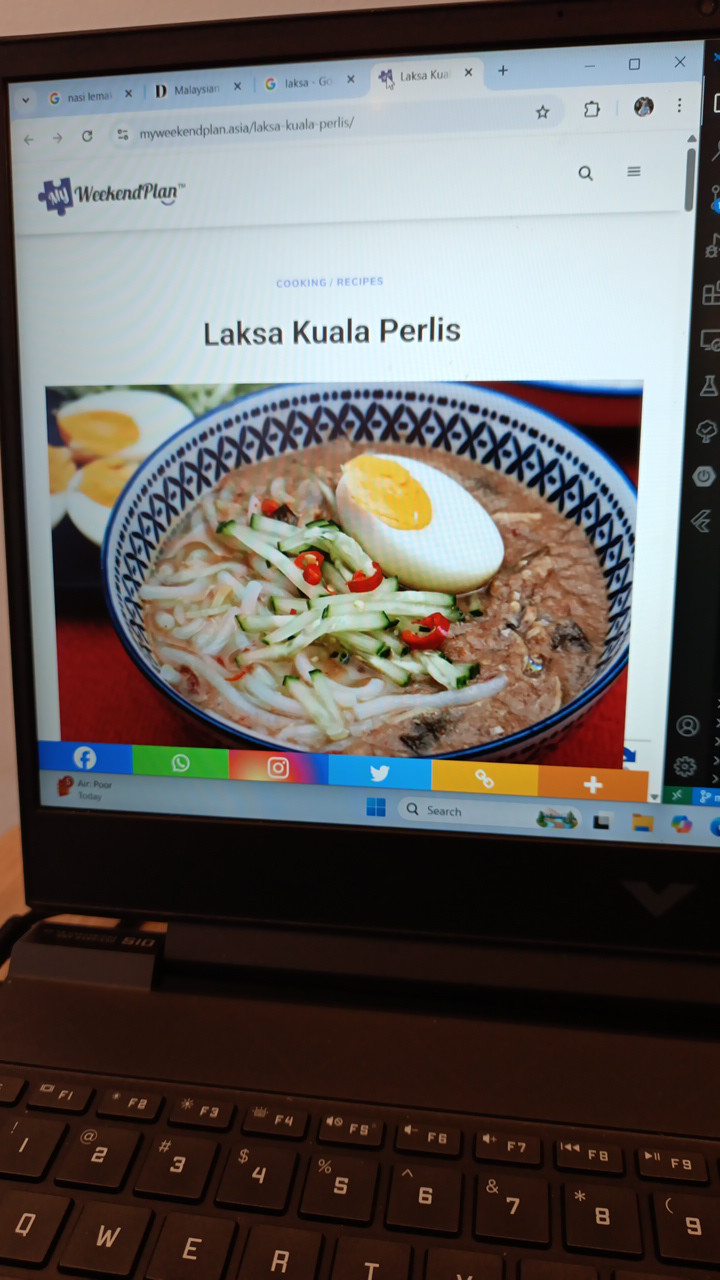 nasi lema
Malaysian
laksa - Go
Laksa Kua
myweekendplan.asia/laksa-kuala-perlis/
My WeekendPlan™
COOKING / RECIPES
Laksa Kuala Perlis
Air: Poor
Today
Search
S10
F1 F2 F3 F4 F5 F6 F7 F8 F9
! @ # $ % ^ & * (
1 2 3 4 5 6 7 8 9
Q W E R T